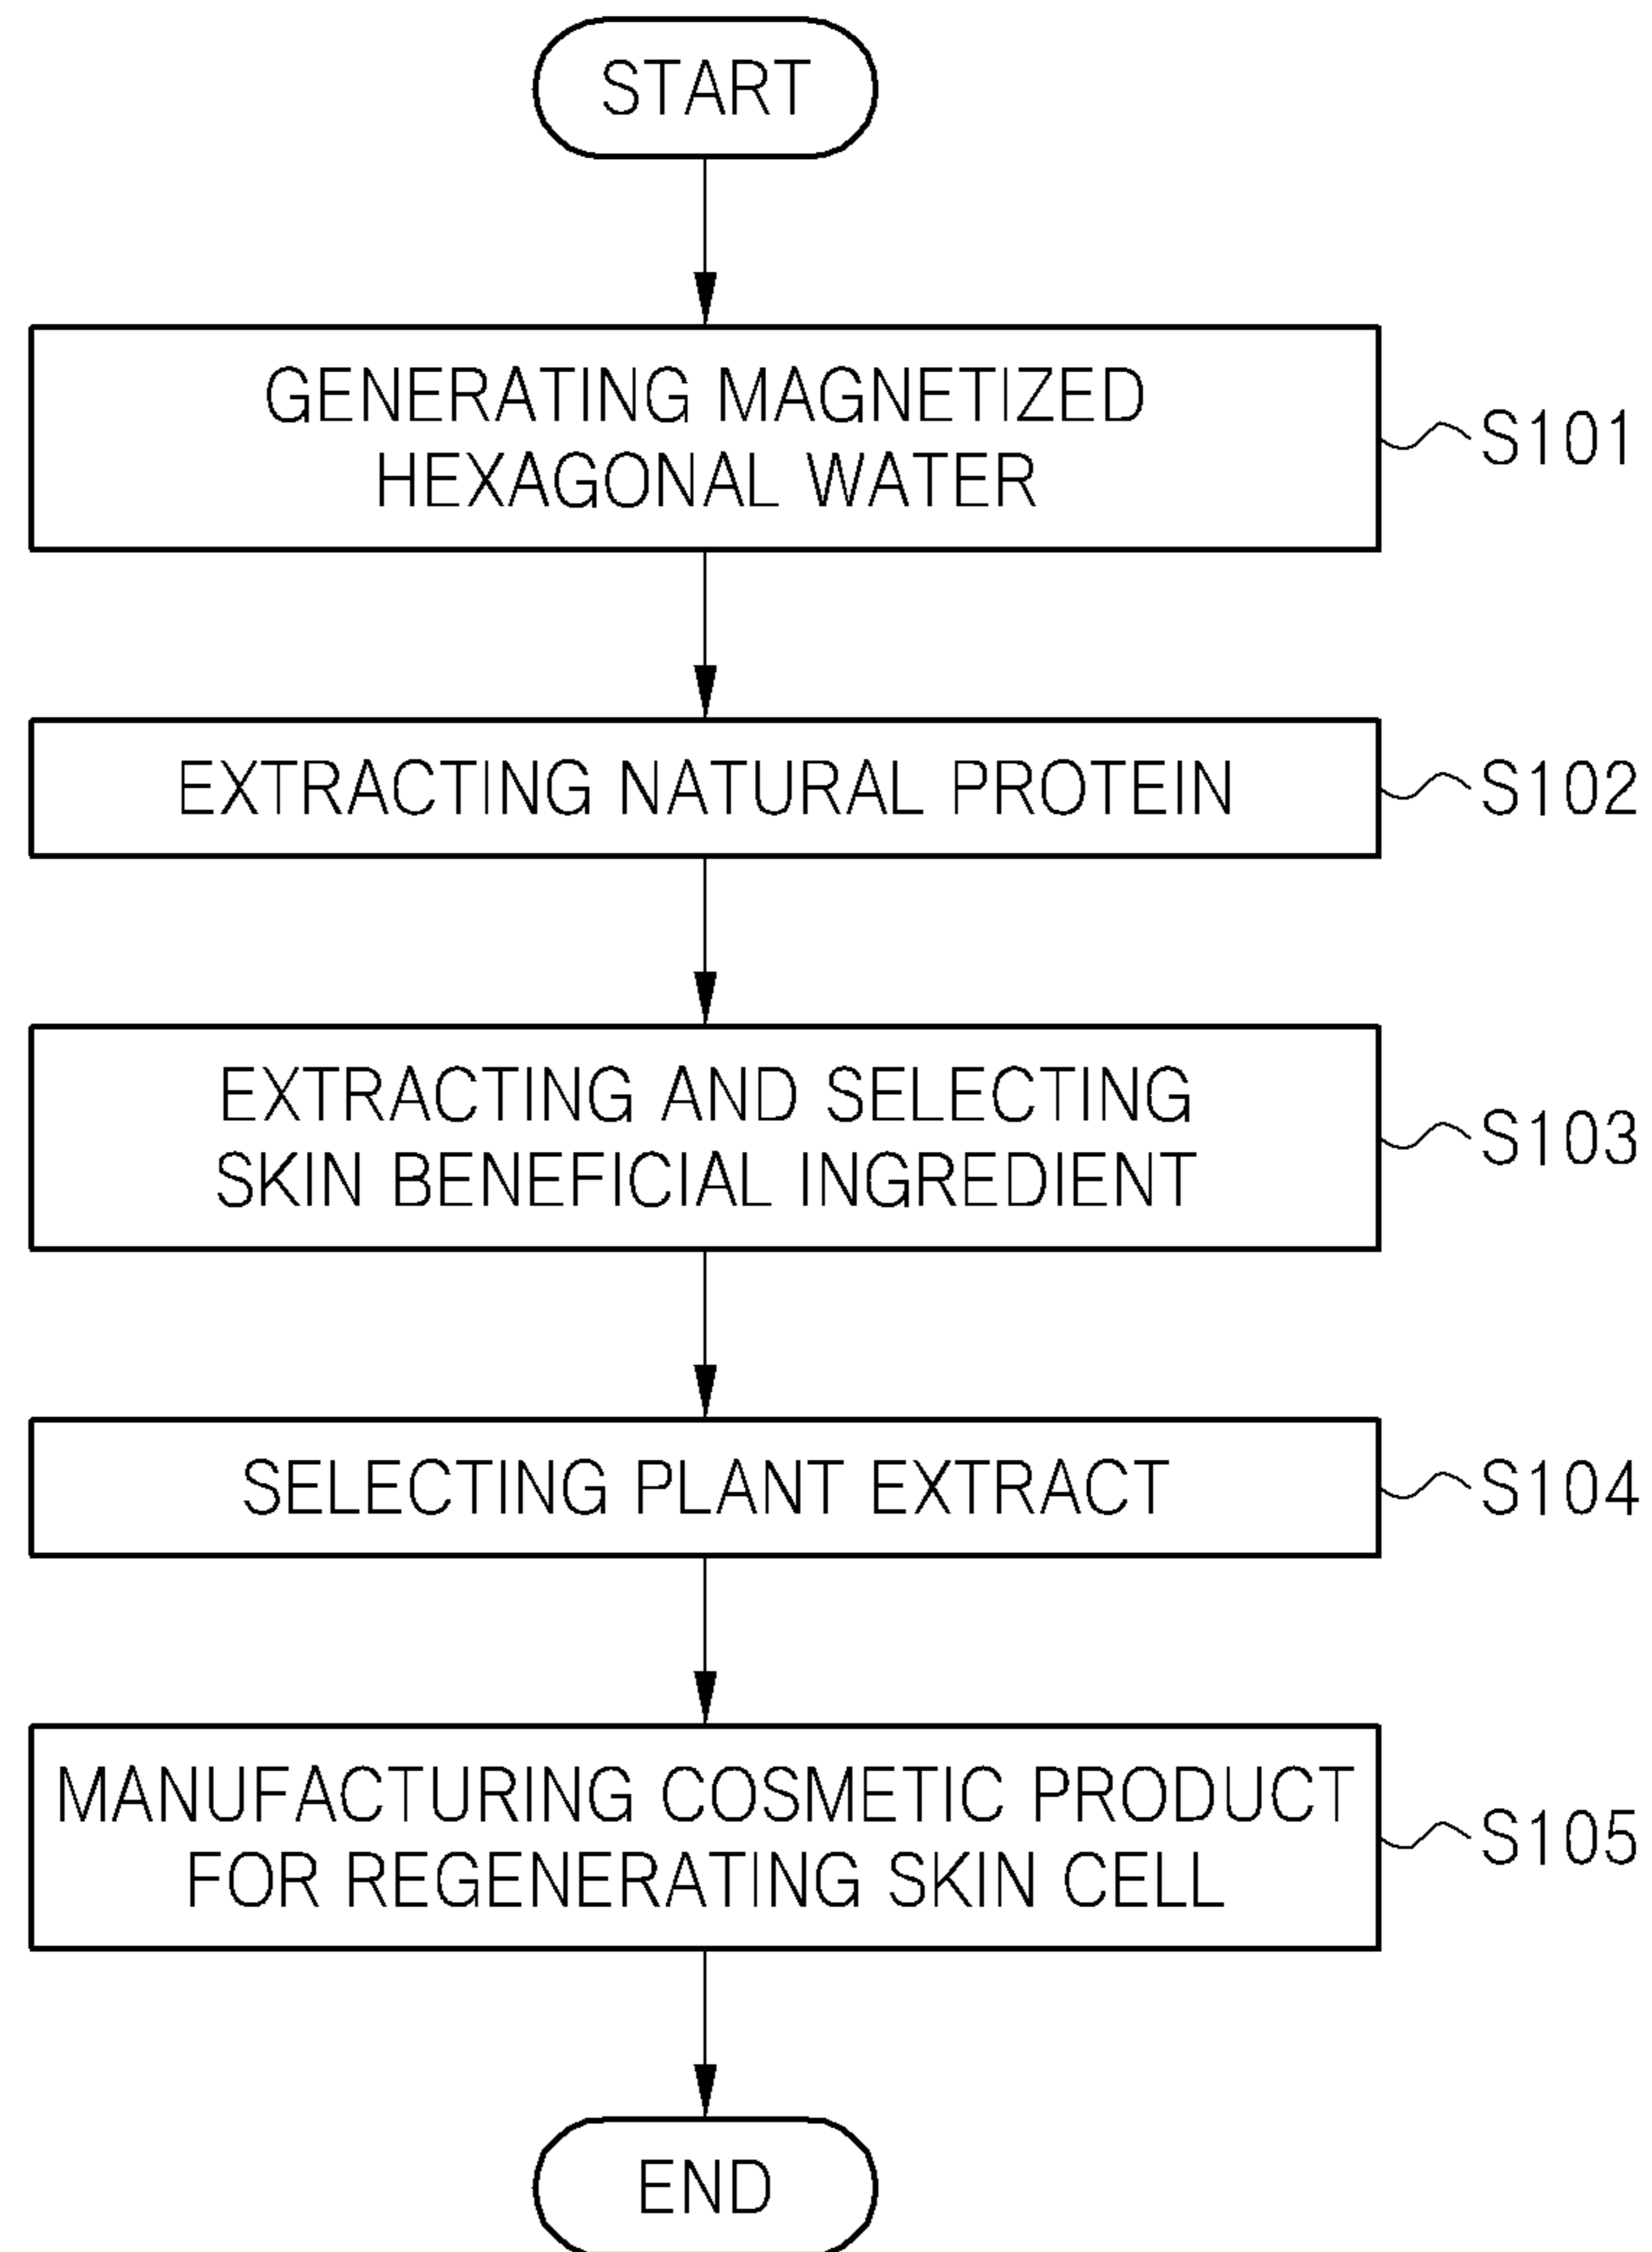 START
GENERATING MAGNETIZED
HEXAGONAL WATER
S101
EXTRACTING NATURAL PROTEIN
S102
EXTRACTING AND SELECTING
SKIN BENEFICIAL INGREDIENT
S103
SELECTING PLANT EXTRACT
S104
MANUFACTURING COSMETIC PRODUCT
FOR REGENERATING SKIN CELL
S105
END